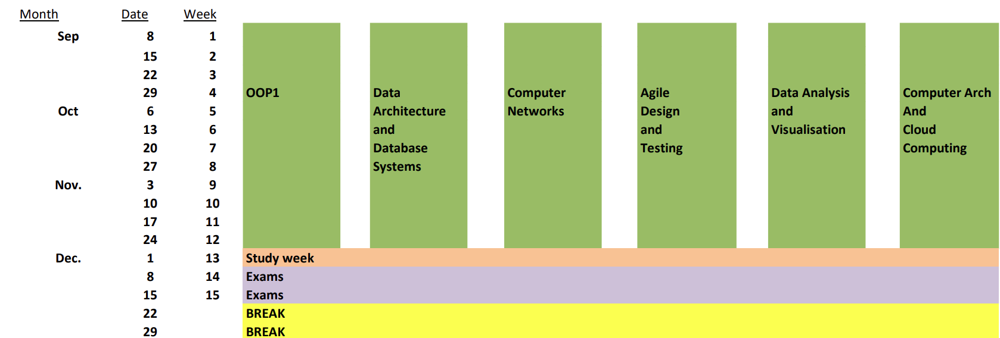 Month Date Week
Sep 8 1
15 2
22 3
29 4 OOP1 Data Computer Agile Data Analysis Computer Arch
Oct 6 5 Architecture Networks Design and And
13 6 and and Visualisation Cloud
20 7 Database Testing Computing
27 8 Systems
Nov. 3 9
10 10
17 11
24 12
Dec. 1 13 Study week
8 14 Exams
15 15 Exams
22 BREAK
29 BREAK